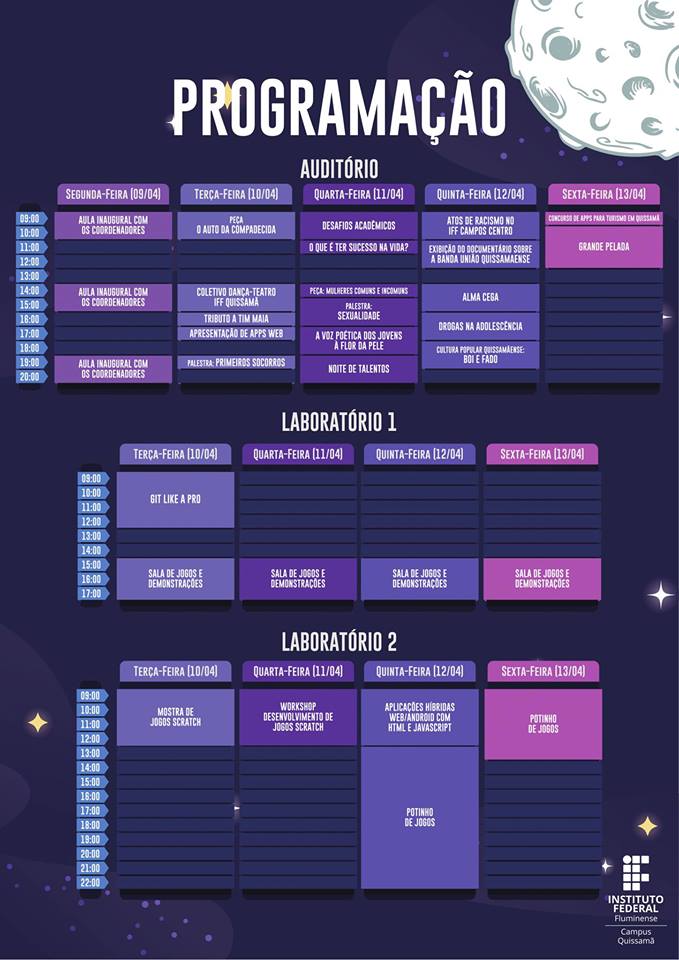 PROGRAMAÇÃO
AUDITÓRIO
SEGUNDA-FEIRA (09/04)
TERÇA-FEIRA (10/04)
QUARTA-FEIRA (11/04)
QUINTA-FEIRA (12/04)
SEXTA-FEIRA (13/04)
09:00
10:00
11:00
12:00
13:00
14:00
15:00
16:00
17:00
18:00
19:00
20:00
AULA INAUGURAL COM
OS COORDENADORES
AULA INAUGURAL COM
OS COORDENADORES
AULA INAUGURAL COM
OS COORDENADORES
PEÇA
O AUTO DA COMPADECIDA
COLETIVO DANÇA-TEATRO
IFF QUISSAMÃ
TRIBUTO A TIM MAIA
APRESENTAÇÃO DE APPS WEB
PALESTRA: PRIMEIROS SOCORROS
DESAFIOS ACADÊMICOS
O QUE É TER SUCESSO NA VIDA?
PEÇA: MULHERES COMUNS E INCOMUNS
PALESTRA:
SEXUALIDADE
A VOZ POÉTICA DOS JOVENS
À FLOR DA PELE
NOITE DE TALENTOS
ATOS DE RACISMO NO
IFF CAMPOS CENTRO
EXIBIÇÃO DO DOCUMENTÁRIO SOBRE
A BANDA UNIÃO QUISSAMAENSE
ALMA CEGA
DROGAS NA ADOLESCÊNCIA
CULTURA POPULAR QUISSAMÃENSE:
BOI E FADO
CONCURSO DE APPS PARA TURISMO EM QUISSAMÃ
GRANDE PELADA
LABORATÓRIO 1
TERÇA-FEIRA (10/04)
QUARTA-FEIRA (11/04)
QUINTA-FEIRA (12/04)
SEXTA-FEIRA (13/04)
09:00
10:00
11:00
12:00
13:00
14:00
15:00
16:00
17:00
GIT LIKE A PRO
SALA DE JOGOS E
DEMONSTRAÇÕES
SALA DE JOGOS E
DEMONSTRAÇÕES
SALA DE JOGOS E
DEMONSTRAÇÕES
SALA DE JOGOS E
DEMONSTRAÇÕES
LABORATÓRIO 2
TERÇA-FEIRA (10/04)
QUARTA-FEIRA (11/04)
QUINTA-FEIRA (12/04)
SEXTA-FEIRA (13/04)
09:00
10:00
11:00
12:00
13:00
14:00
15:00
16:00
17:00
18:00
19:00
20:00
21:00
22:00
MOSTRA DE
JOGOS SCRATCH
WORKSHOP
DESENVOLVIMENTO DE
JOGOS SCRATCH
APLICAÇÕES HÍBRIDAS
WEB/ANDROID COM
HTML E JAVASCRIPT
POTINHO
DE JOGOS
POTINHO
DE JOGOS
INSTITUTO
FEDERAL
Fluminense
Campus
Quissamã